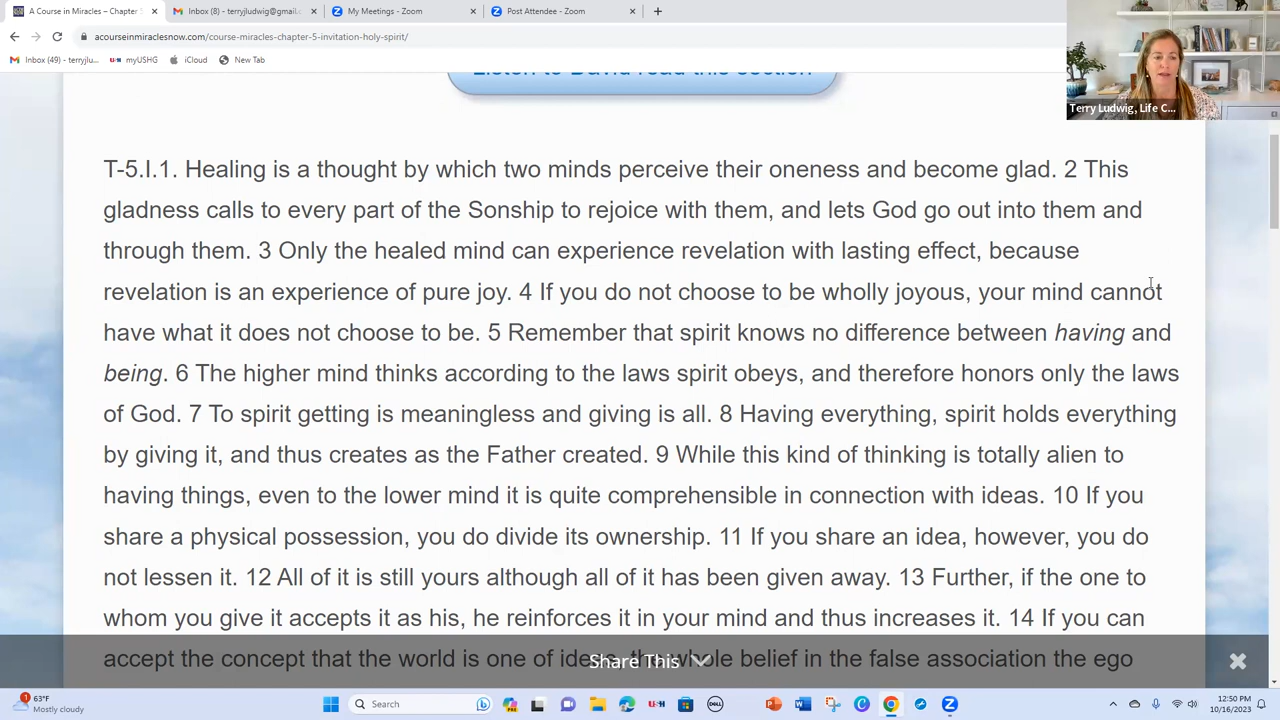 A Course in Miracles – Chapter 5
Inbox (8) - terryjludwig@gmail.c
My Meetings - Zoom
Post Attendee - Zoom
acourseinmiraclesnow.com/course-miracles-chapter-5-invitation-holy-spirit/
Inbox (49) - terryjlu...
myUSHG
iCloud
New Tab
Terry Ludwig, Life C...
Listen to David read this section
T-5.I.1. Healing is a thought by which two minds perceive their oneness and become glad. 2 This
gladness calls to every part of the Sonship to rejoice with them, and lets God go out into them and
through them. 3 Only the healed mind can experience revelation with lasting effect, because
revelation is an experience of pure joy. 4 If you do not choose to be wholly joyous, your mind cannot
have what it does not choose to be. 5 Remember that spirit knows no difference between having and
being. 6 The higher mind thinks according to the laws spirit obeys, and therefore honors only the laws
of God. 7 To spirit getting is meaningless and giving is all. 8 Having everything, spirit holds everything
by giving it, and thus creates as the Father created. 9 While this kind of thinking is totally alien to
having things, even to the lower mind it is quite comprehensible in connection with ideas. 10 If you
share a physical possession, you do divide its ownership. 11 If you share an idea, however, you do
not lessen it. 12 All of it is still yours although all of it has been given away. 13 Further, if the one to
whom you give it accepts it as his, he reinforces it in your mind and thus increases it. 14 If you can
accept the concept that the world is one of ideas, the whole belief in the false association the ego
Share This
1
63°F
Mostly cloudy
Search
DELL
12:50 PM
10/16/2023